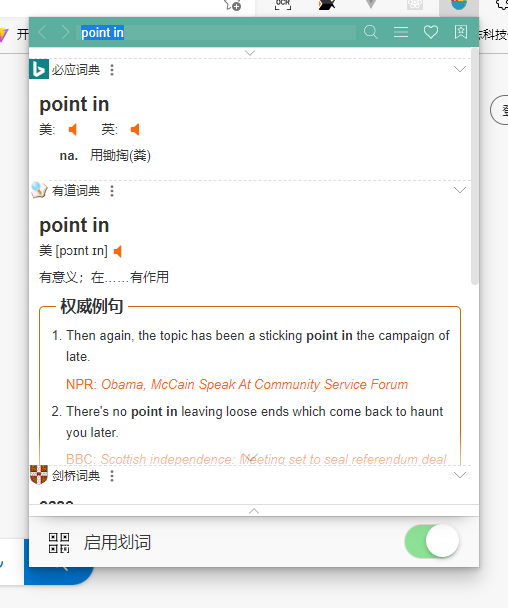 OCR
开
志科技
point in
必应词典
point in
美: 英:
na. 用锄掏(粪)
有道词典
point in
美 [pɔɪnt ɪn]
有意义；在……有作用
权威例句
1. Then again, the topic has been a sticking point in the campaign of
late.
NPR: Obama, McCain Speak At Community Service Forum
2. There's no point in leaving loose ends which come back to haunt
you later.
BBC: Scottish independence: Meeting set to seal referendum deal
剑桥词典
启用划词